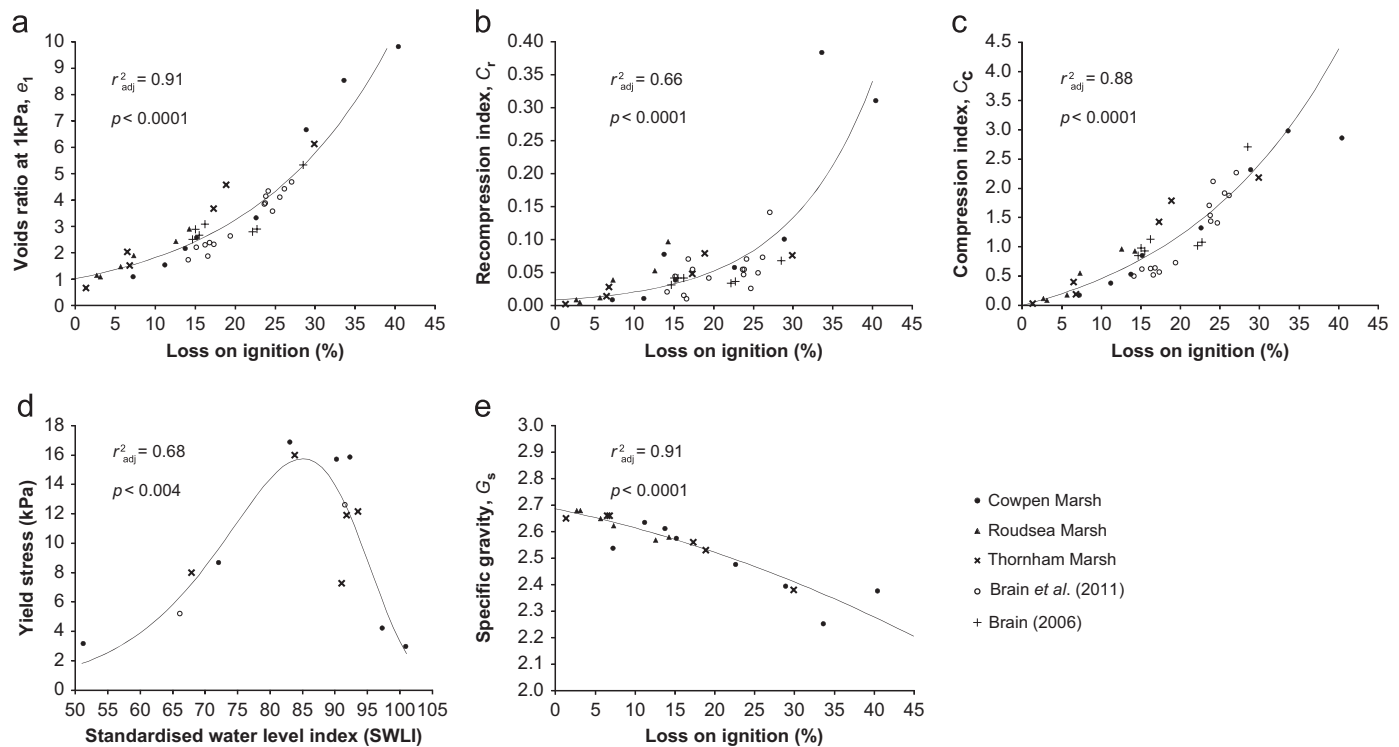 a
Voids ratio at 1kPa, e1
10
9
8
7
6
5
4
3
2
1
0
r²adj = 0.91
p < 0.0001
0 5 10 15 20 25 30 35 40 45
Loss on ignition (%)
b
Recompression index, Cr
0.40
0.35
0.30
0.25
0.20
0.15
0.10
0.05
0.00
r²adj = 0.66
p < 0.0001
0 5 10 15 20 25 30 35 40 45
Loss on ignition (%)
c
Compression index, Cc
4.5
4.0
3.5
3.0
2.5
2.0
1.5
1.0
0.5
0.0
r²adj = 0.88
p < 0.0001
0 5 10 15 20 25 30 35 40 45
Loss on ignition (%)
d
Yield stress (kPa)
18
16
14
12
10
8
6
4
2
0
r²adj = 0.68
p < 0.004
50 55 60 65 70 75 80 85 90 95 100 105
Standardised water level index (SWLI)
e
Specific gravity, Gs
3.0
2.9
2.8
2.7
2.6
2.5
2.4
2.3
2.2
2.1
2.0
r²adj = 0.91
p < 0.0001
0 5 10 15 20 25 30 35 40 45
Loss on ignition (%)
Cowpen Marsh
Roudsea Marsh
Thornham Marsh
Brain et al. (2011)
Brain (2006)